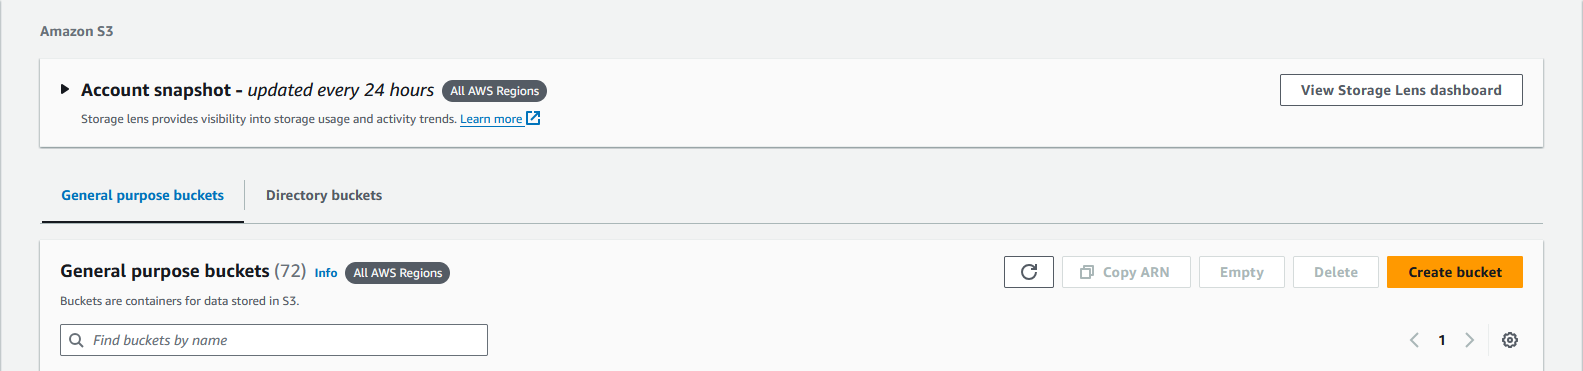 Amazon S3
Account snapshot - updated every 24 hours All AWS Regions
View Storage Lens dashboard
Storage lens provides visibility into storage usage and activity trends. Learn more
General purpose buckets Directory buckets
General purpose buckets (72) Info All AWS Regions
Copy ARN Empty Delete Create bucket
Buckets are containers for data stored in S3.
Find buckets by name
1